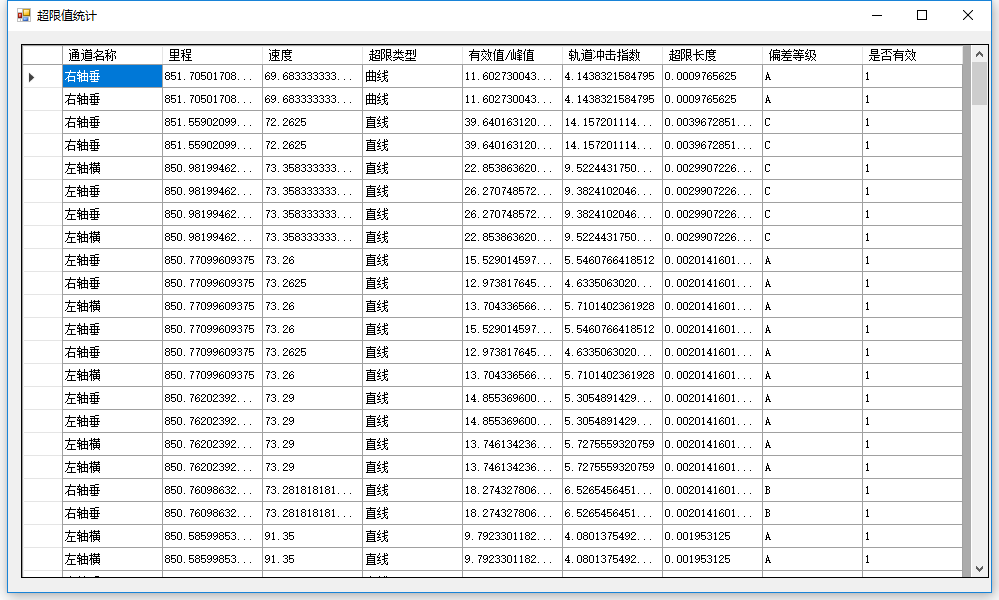 超限值统计
通道名称 里程 速度 超限类型 有效值/峰值 轨道冲击指数 超限长度 偏差等级 是否有效
右轴垂 851.70501708... 69.683333333... 曲线 11.602730043... 4.1438321584795 0.0009765625 A 1
右轴垂 851.70501708... 69.683333333... 曲线 11.602730043... 4.1438321584795 0.0009765625 A 1
右轴垂 851.55902099... 72.2625 直线 39.640163120... 14.157201114... 0.0039672851... C 1
右轴垂 851.55902099... 72.2625 直线 39.640163120... 14.157201114... 0.0039672851... C 1
左轴横 850.98199462... 73.358333333... 直线 22.853863620... 9.5224431750... 0.0029907226... C 1
左轴垂 850.98199462... 73.358333333... 直线 26.270748572... 9.3824102046... 0.0029907226... C 1
左轴垂 850.98199462... 73.358333333... 直线 26.270748572... 9.3824102046... 0.0029907226... C 1
左轴横 850.98199462... 73.358333333... 直线 22.853863620... 9.5224431750... 0.0029907226... C 1
左轴垂 850.77099609375 73.26 直线 15.529014597... 5.5460766418512 0.0020141601... A 1
右轴垂 850.77099609375 73.2625 直线 12.973817645... 4.6335063020... 0.0020141601... A 1
左轴横 850.77099609375 73.26 直线 13.704336566... 5.7101402361928 0.0020141601... A 1
左轴垂 850.77099609375 73.26 直线 15.529014597... 5.5460766418512 0.0020141601... A 1
右轴垂 850.77099609375 73.2625 直线 12.973817645... 4.6335063020... 0.0020141601... A 1
左轴横 850.77099609375 73.26 直线 13.704336566... 5.7101402361928 0.0020141601... A 1
左轴垂 850.76202392... 73.29 直线 14.855369600... 5.3054891429... 0.0020141601... A 1
左轴垂 850.76202392... 73.29 直线 14.855369600... 5.3054891429... 0.0020141601... A 1
左轴横 850.76202392... 73.29 直线 13.746134236... 5.7275559320759 0.0020141601... A 1
左轴横 850.76202392... 73.29 直线 13.746134236... 5.7275559320759 0.0020141601... A 1
右轴垂 850.76098632... 73.281818181... 直线 18.274327806... 6.5265456451... 0.0020141601... B 1
右轴垂 850.76098632... 73.281818181... 直线 18.274327806... 6.5265456451... 0.0020141601... B 1
左轴横 850.58599853... 91.35 直线 9.7923301182... 4.0801375492... 0.001953125 A 1
左轴横 850.58599853... 91.35 直线 9.7923301182... 4.0801375492... 0.001953125 A 1